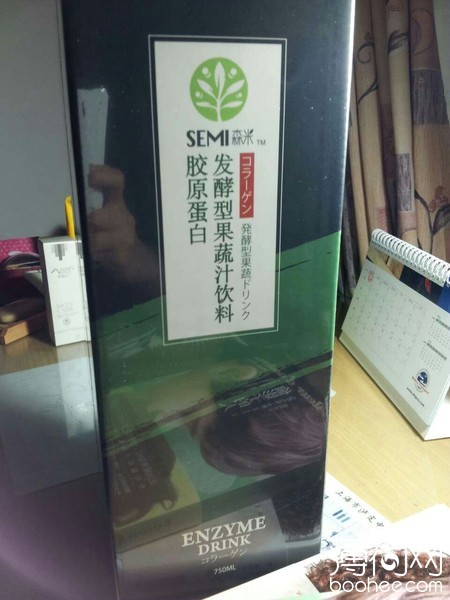 SEMI森米TM
コラーゲン
発酵型果蔬ドリンク
发酵型果蔬汁饮料
胶原蛋白
ENZYME
DRINK
コラーゲン
750ML
薄荷网
boohee.com